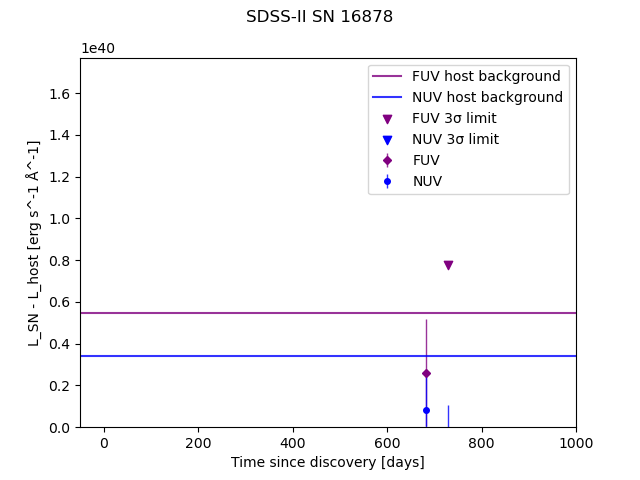 SDSS-II SN 16878
1e40
FUV host background
NUV host background
FUV 3σ limit
NUV 3σ limit
FUV
NUV
L_SN - L_host [erg s^-1 Å^-1]
1.6
1.4
1.2
1.0
0.8
0.6
0.4
0.2
0.0
0 200 400 600 800 1000
Time since discovery [days]